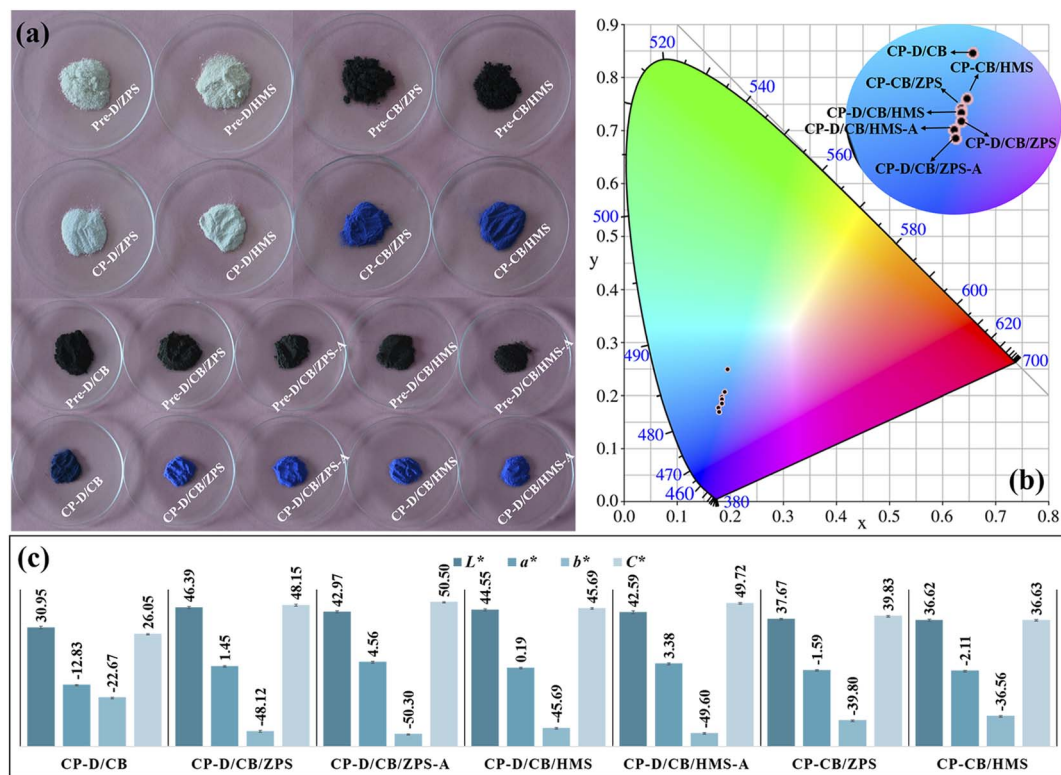 (a)
Pre-D/ZPS
Pre-D/HMS
Pre-CB/ZPS
Pre-CB/HMS
CP-D/ZPS
CP-D/HMS
CP-CB/ZPS
CP-CB/HMS
Pre-D/CB
Pre-D/CB/ZPS
Pre-D/CB/ZPS-A
Pre-D/CB/HMS
Pre-D/CB/HMS-A
CP-D/CB
CP-D/CB/ZPS
CP-D/CB/ZPS-A
CP-D/CB/HMS
CP-D/CB/HMS-A
0.9
0.8
0.7
0.6
0.5
y
0.4
0.3
0.2
0.1
0.0
0.0 0.1 0.2 0.3 0.4 0.5 0.6 0.7 0.8
x
520
540
560
500
580
600
620
700
490
480
470
460
380
CP-D/CB
CP-CB/HMS
CP-CB/ZPS
CP-D/CB/HMS
CP-D/CB/HMS-A
CP-D/CB/ZPS
CP-D/CB/ZPS-A
(b)
(c)
L* a* b* C*
30.95 -12.83 -22.67 26.05
46.39 1.45 -48.12 48.15
42.97 4.56 -50.30 50.50
44.55 0.19 -45.69 45.69
42.59 3.38 -49.60 49.72
37.67 -1.59 -39.80 39.83
36.62 -2.11 -36.56 36.63
CP-D/CB CP-D/CB/ZPS CP-D/CB/ZPS-A CP-D/CB/HMS CP-D/CB/HMS-A CP-CB/ZPS CP-CB/HMS